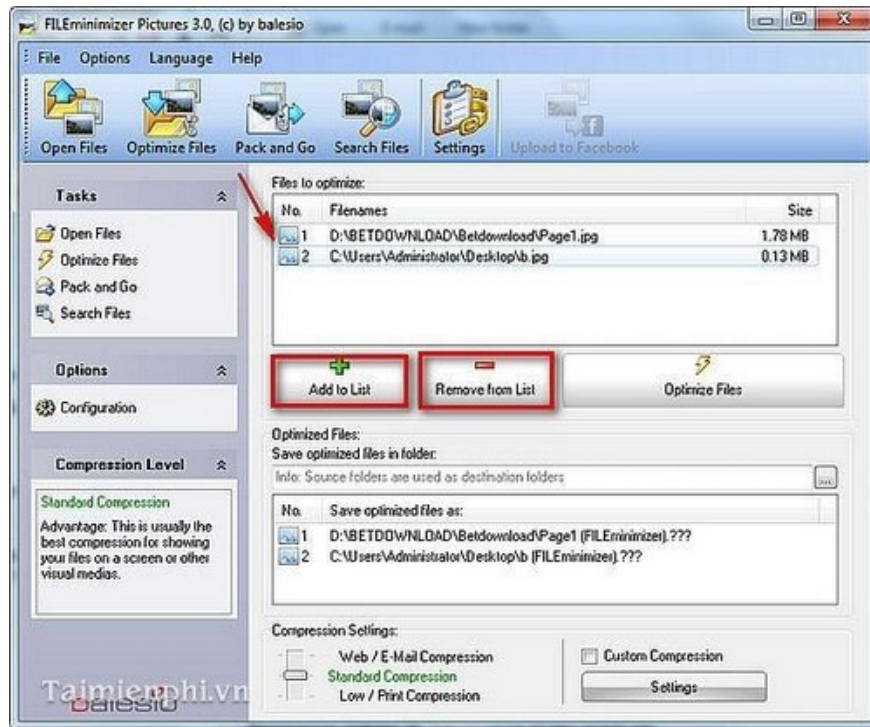 FILEminimizer Pictures 3.0, (c) by balesio
File Options Language Help
Open Files Optimize Files Pack and Go Search Files Settings Upload to Facebook
Tasks
Open Files
Optimize Files
Pack and Go
Search Files
Options
Configuration
Compression Level
Standard Compression
Advantage: This is usually the
best compression for showing
your files on a screen or other
visual medias.
Files to optimize:
No. Filenames Size
1 D:\BETDOWNLOAD\Betdownload\Page1.jpg 1.78 MB
2 C:\Users\Administrator\Desktop\b.jpg 0.13 MB
Add to List Remove from List Optimize Files
Optimized Files:
Save optimized files in folder:
Info: Source folders are used as destination folders ...
No. Save optimized files as:
1 D:\BETDOWNLOAD\Betdownload\Page1 (FILEminimizer).???
2 C:\Users\Administrator\Desktop\b (FILEminimizer).???
Compression Settings:
Web / E-Mail Compression
Standard Compression
Low / Print Compression
Custom Compression
Settings
Taimienphi.vn
balesio